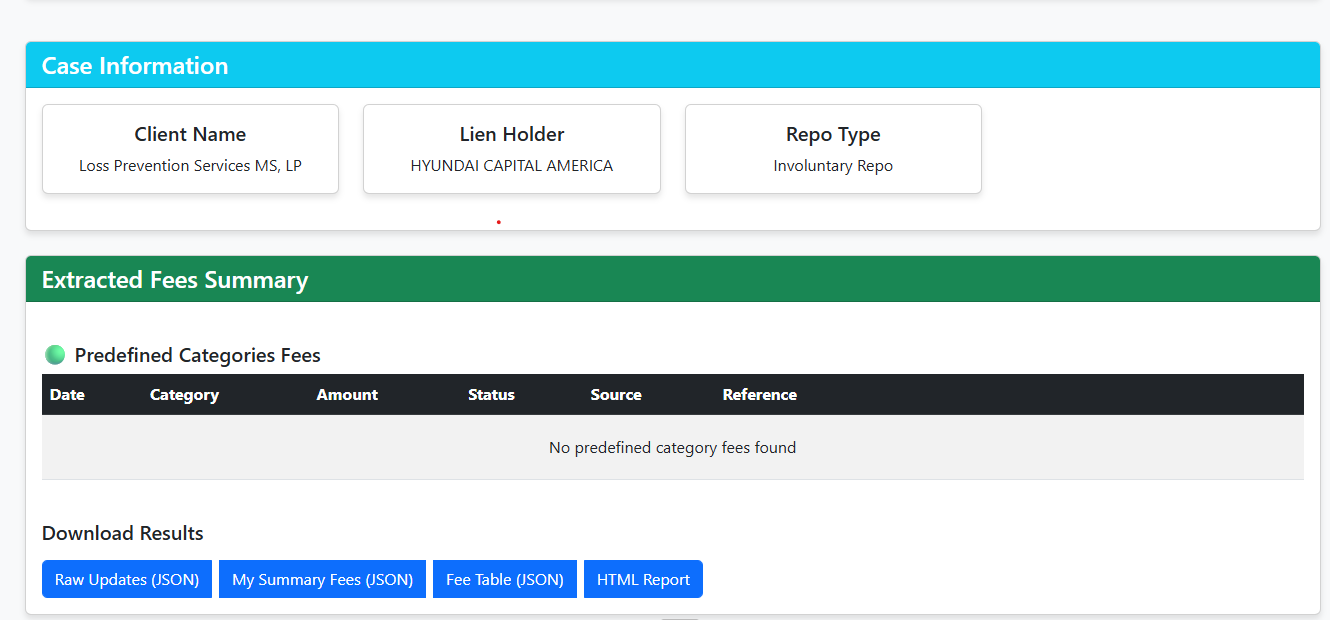 Case Information
Client Name
Loss Prevention Services MS, LP
Lien Holder
HYUNDAI CAPITAL AMERICA
Repo Type
Involuntary Repo
Extracted Fees Summary
Predefined Categories Fees
Date Category Amount Status Source Reference
No predefined category fees found
Download Results
Raw Updates (JSON) My Summary Fees (JSON) Fee Table (JSON) HTML Report